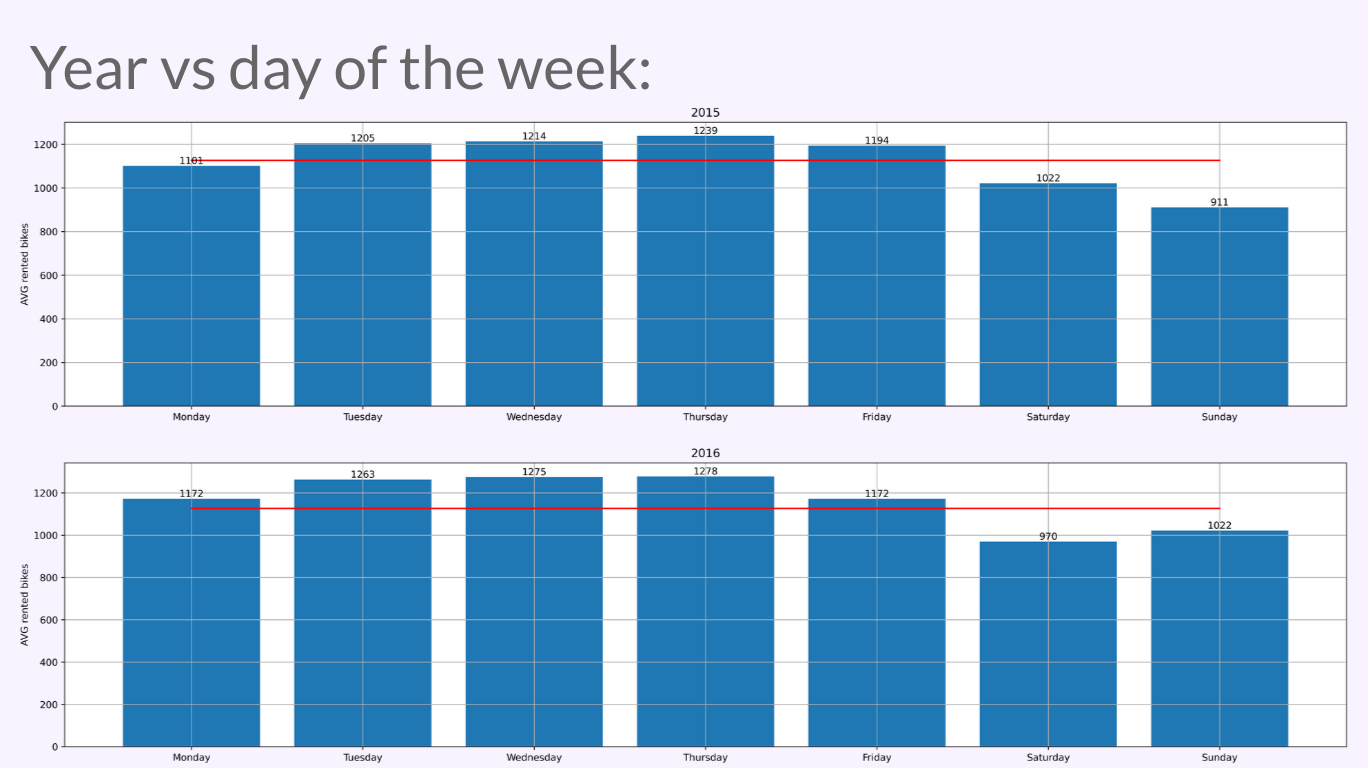 Year vs day of the week:
2015
1101 1205 1214 1239 1194 1022 911
AVG rented bikes
1200
1000
800
600
400
200
0
Monday Tuesday Wednesday Thursday Friday Saturday Sunday
2016
1172 1263 1275 1278 1172 970 1022
AVG rented bikes
1200
1000
800
600
400
200
0
Monday Tuesday Wednesday Thursday Friday Saturday Sunday